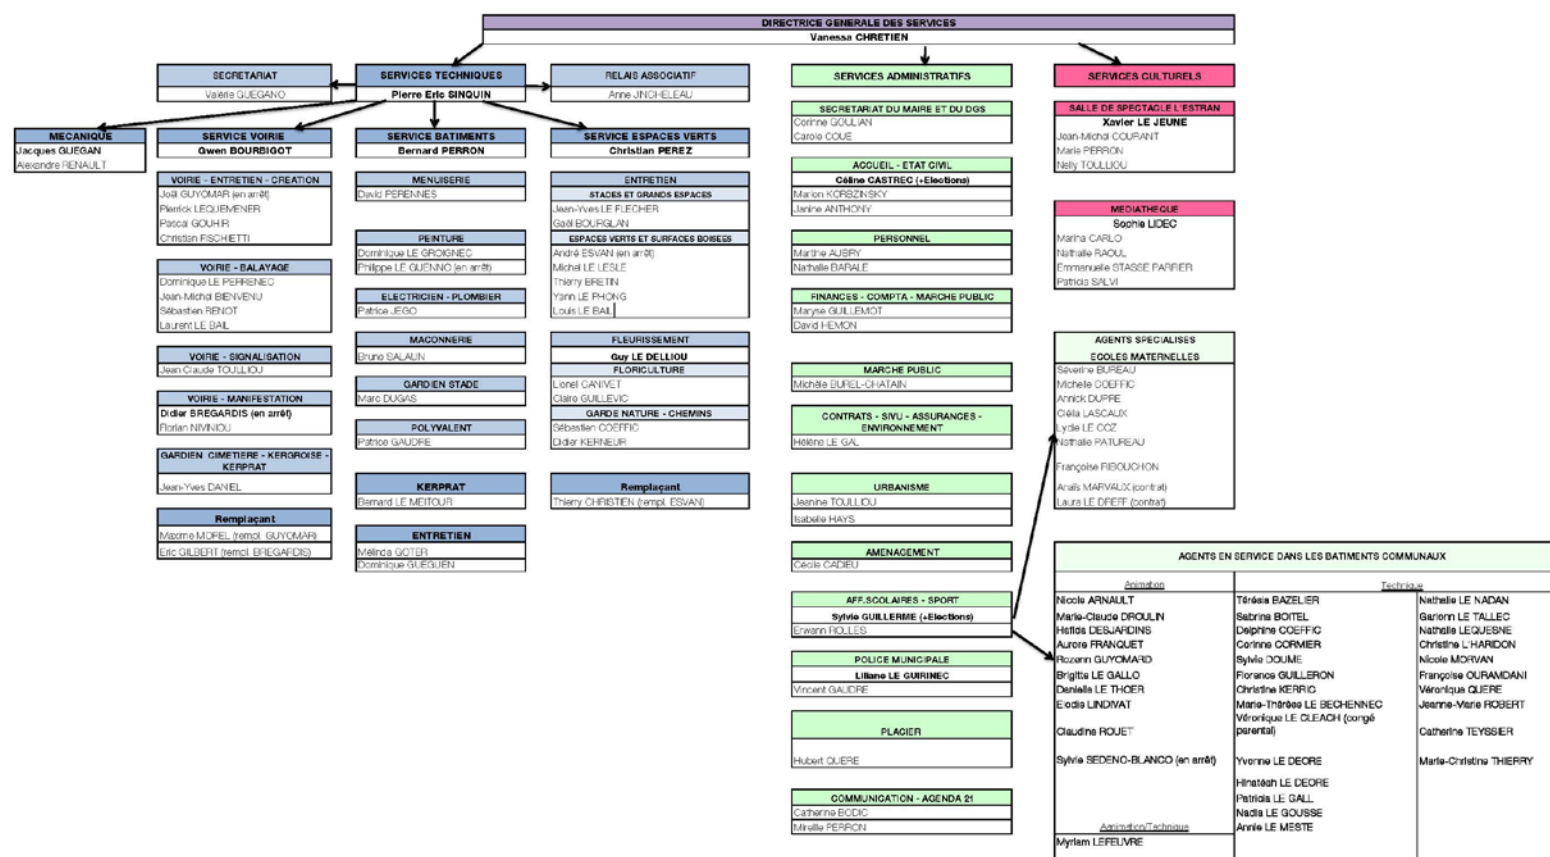 DIRECTRICE GENERALE DES SERVICES
Vanessa CHRETIEN
SECRETARIAT
Valérie GUEGANO
SERVICES TECHNIQUES
Pierre Eric SINQUIN
RELAIS ASSOCIATIF
Anne JNCHELEAU
MECANIQUE
Jacques GUEGAN
Alexandre RENAULT
SERVICE VOIRIE
Gwen BOURBIGOT
VOIRIE - ENTRETIEN - CREATION
Joël GUYOMAR (en arrêt)
Pierrick LEQUEMENER
Pascal GOUHIR
Christian FISCHIETTI
VOIRIE - BALAYAGE
Dominique LE PERRENEC
Jean-Michel BIENVENU
Sébastien RENOT
Laurent LE BAIL
VOIRIE - SIGNALISATION
Jean Claude TOULLIOU
VOIRIE - MANIFESTATION
Didier BREGARDIS (en arrêt)
Florian NIVINIOU
GARDIEN CIMETIERE - KERGROISE -
KERPRAT
Jean-Yves DANIEL
Remplaçant
Maxime MOREL (rempl. GUYOMAR)
Eric GILBERT (rempl. BREGARDIS)
SERVICE BATIMENTS
Bernard PERRON
MENUISERIE
David PERENNES
PEINTURE
Dominique LE GROIGNEC
Philippe LE GUENNO (en arrêt)
ELECTRICIEN - PLOMBIER
Patrice JEGO
MACONNERIE
Bruno SALAUN
GARDIEN STADE
Marc DUGAS
POLYVALENT
Patrice GAUDRE
KERPRAT
Bernard LE MEITOUR
ENTRETIEN
Mélinda GOTER
Dominique GUEGUEN
SERVICE ESPACES VERTS
Christian PEREZ
ENTRETIEN
STADES ET GRANDS ESPACES
Jean-Yves LE FLECHER
Gaël BOURGLAN
ESPACES VERTS ET SURFACES BOISEES
André ESVAN (en arrêt)
Michel LE LESLE
Thierry BRETIN
Yann LE PHONG
Louis LE BAIL
FLEURISSEMENT
Guy LE DELLIOU
FLORICULTURE
Lionel CANIVET
Claire GUILLEVIC
GARDE NATURE - CHEMINS
Sébastien COEFFIC
Didier KERNEUR
Remplaçant
Thierry CHRISTIEN (rempl. ESVAN)
SERVICES ADMINISTRATIFS
SECRETARIAT DU MAIRE ET DU DGS
Corinne GOULIAN
Carole COUE
ACCUEIL - ETAT CIVIL
Céline CASTREC (+Elections)
Marion KORBZINSKY
Janine ANTHONY
PERSONNEL
Martine AUBRY
Nathalie BARALE
FINANCES - COMPTA - MARCHE PUBLIC
Maryse GUILLEMOT
David HEMON
MARCHE PUBLIC
Michèle BUREL-CHATAIN
CONTRATS - SIVU - ASSURANCES -
ENVIRONNEMENT
Hélène LE GAL
URBANISME
Jeanine TOULLIOU
Isabelle HAYS
AMENAGEMENT
Cécile CADIEU
AFF.SCOLAIRES - SPORT
Sylvie GUILLERME (+Elections)
Erwann ROLLES
POLICE MUNICIPALE
Liliane LE GUIRINEC
Vincent GAUDRE
PLACIER
Hubert QUERE
COMMUNICATION - AGENDA 21
Catherine BODIC
Mireille PERRON
SERVICES CULTURELS
SALLE DE SPECTACLE L'ESTRAN
Xavier LE JEUNE
Jean-Michel COURANT
Marie PERRON
Nelly TOULLIOU
MEDIATHEQUE
Sophie LIDEC
Marina CARLO
Nathalie RAOUL
Emmanuelle STASSE PARRIER
Patricia SALVI
AGENTS SPECIALISES
ECOLES MATERNELLES
Séverine BUREAU
Michelle COEFFIC
Annick DUPRE
Clélia LASCAUX
Lydie LE COZ
Nathalie PATUREAU
Françoise RIBOUCHON
Anaïs MARVAUX (contrat)
Laura LE DREFF (contrat)
AGENTS EN SERVICE DANS LES BATIMENTS COMMUNAUX
Animation
Nicole ARNAULT
Marie-Claude DROULIN
Hafida DESJARDINS
Aurore FRANQUET
Rozenn GUYOMARD
Brigitte LE GALLO
Danielle LE THOER
Elodie LINDIVAT
Claudine ROUET
Sylvie SEDENO-BLANCO (en arrêt)
Aanimation/Technique
Myriam LEFEUVRE
Technique
Térésia BAZELIER
Sabrina BOITEL
Delphine COEFFIC
Corinne CORMIER
Sylvie DOUME
Florence GUILLERON
Christine KERRIC
Marie-Thérèse LE BECHENNEC
Véronique LE CLEACH (congé
parental)
Yvonne LE DEORE
Hinatéah LE DEORE
Patricia LE GALL
Nadia LE GOUSSE
Annie LE MESTE
Nathalie LE NADAN
Garlonn LE TALLEC
Nathalie LEQUESNE
Christine L'HARIDON
Nicole MORVAN
Françoise OURAMDANI
Véronique QUERE
Jeanne-Marie ROBERT
Catherine TEYSSIER
Marie-Christine THIERRY